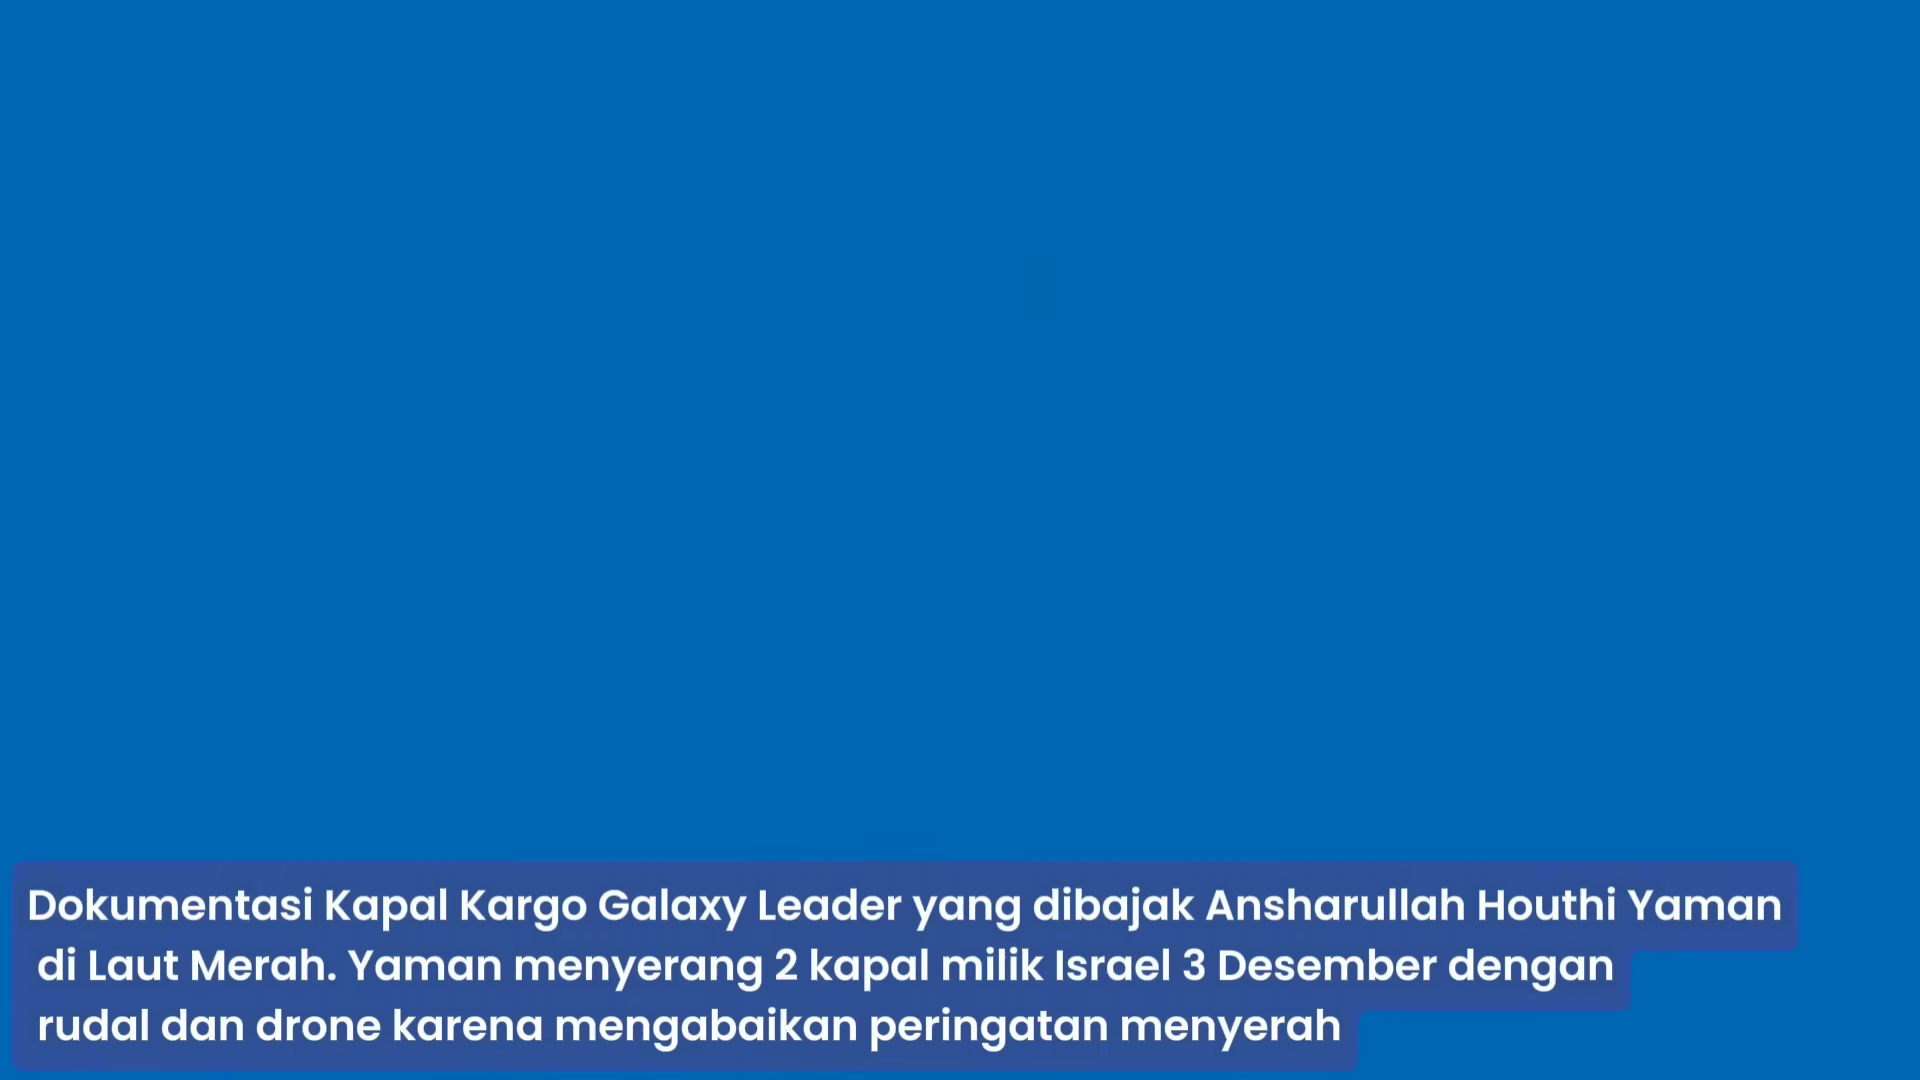 Dokumentasi Kapal Kargo Galaxy Leader yang dibajak Ansharullah Houthi Yaman
di Laut Merah. Yaman menyerang 2 kapal milik Israel 3 Desember dengan
rudal dan drone karena mengabaikan peringatan menyerah